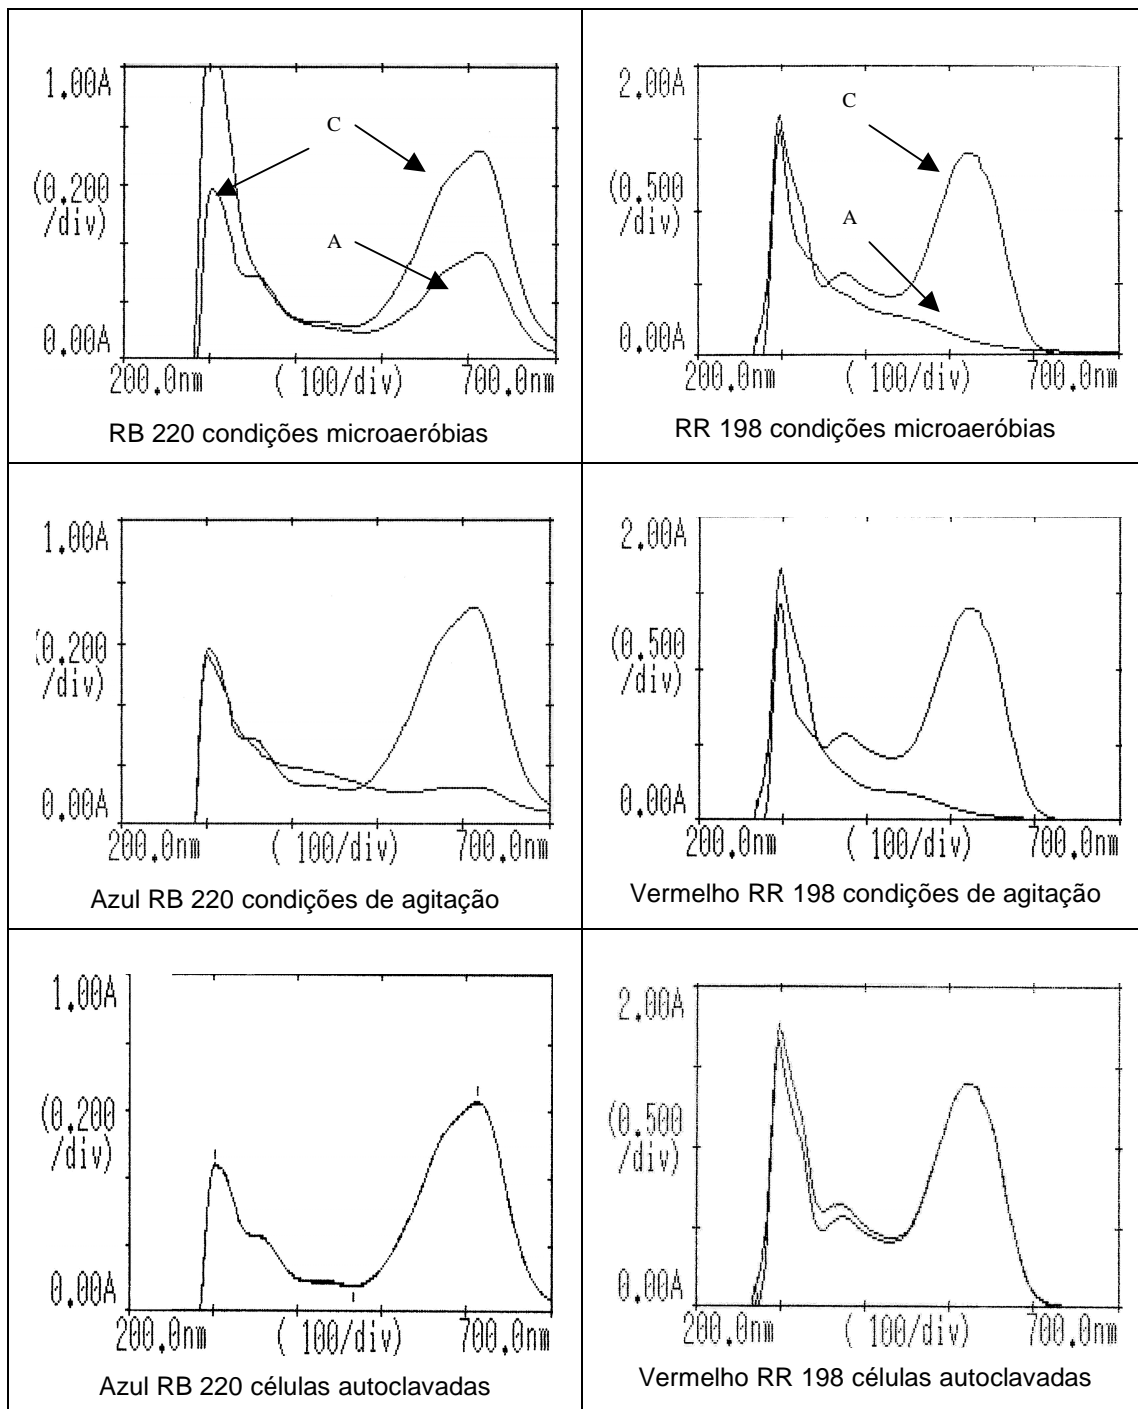 1.00A
C
(0.200
/div)
A
0.00A
200.0nm ( 100/div) 700.0nm
RB 220 condições microaeróbias
2.00A
C
(0.500
/div)
A
0.00A
200.0nm ( 100/div) 700.0nm
RR 198 condições microaeróbias
1.00A
(0.200
/div)
0.00A
200.0nm ( 100/div) 700.0nm
Azul RB 220 condições de agitação
2.00A
(0.500
/div)
0.00A
200.0nm ( 100/div) 700.0nm
Vermelho RR 198 condições de agitação
1.00A
(0.200
/div)
0.00A
200.0nm ( 100/div) 700.0nm
Azul RB 220 células autoclavadas
2.00A
(0.500
/div)
0.00A
200.0nm ( 100/div) 700.0nm
Vermelho RR 198 células autoclavadas